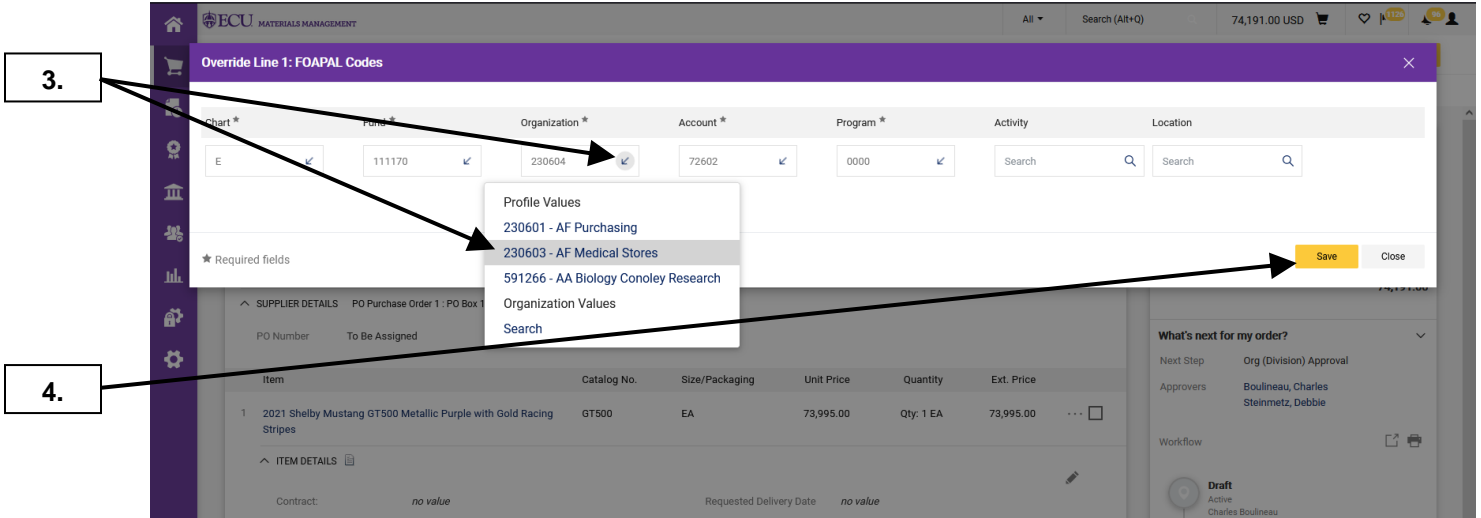 ECU MATERIALS MANAGEMENT
All
Search (Alt+Q)
74,191.00 USD
1125
96
3.
Override Line 1: FOAPAL Codes
Chart ★ Fund ★ Organization ★ Account ★ Program ★ Activity Location
E 111170 230604 72602 0000 Search Search
Profile Values
230601 - AF Purchasing
230603 - AF Medical Stores
591266 - AA Biology Conoley Research
Organization Values
Search
★ Required fields
Save Close
74,191.00
SUPPLIER DETAILS PO Purchase Order 1 : PO Box 1
PO Number To Be Assigned
What's next for my order?
Next Step Org (Division) Approval
Approvers Boulineau, Charles
Steinmetz, Debbie
4.
Item Catalog No. Size/Packaging Unit Price Quantity Ext. Price
1 2021 Shelby Mustang GT500 Metallic Purple with Gold Racing GT500 EA 73,995.00 Qty: 1 EA 73,995.00 ...
Stripes
Workflow
ITEM DETAILS
Contract: no value Requested Delivery Date no value
Draft
Active
Charles Boulineau